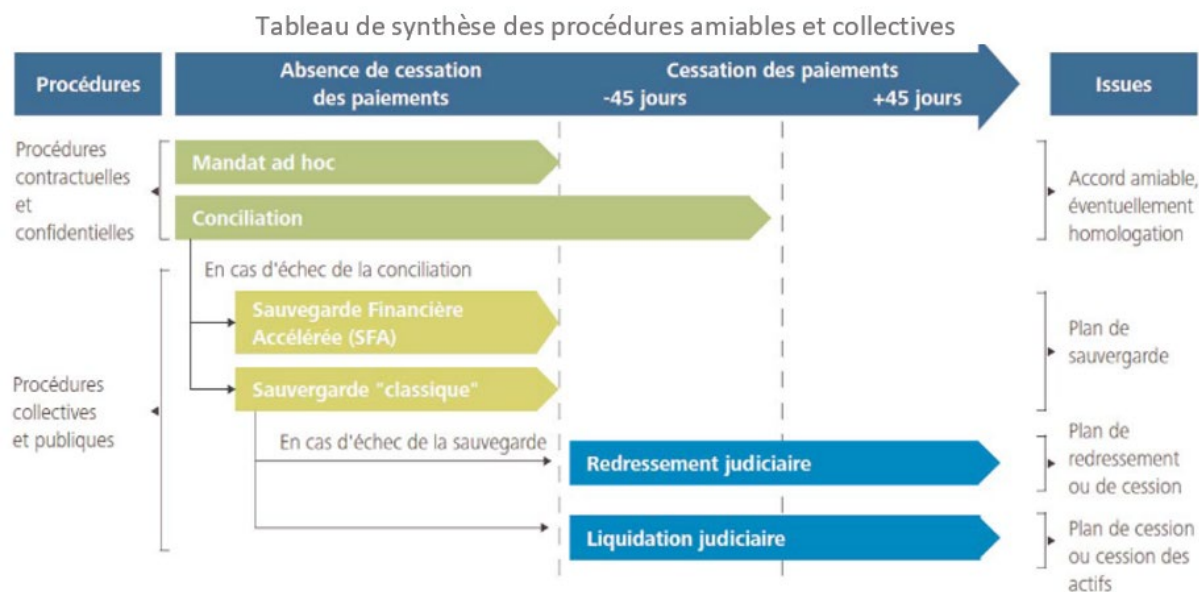 Tableau de synthèse des procédures amiables et collectives
Procédures
Absence de cessation
des paiements
Cessation des paiements
-45 jours
+45 jours
Issues
Procédures
contractuelles
et
confidentielles
Mandat ad hoc
Conciliation
Accord amiable,
éventuellement
homologation
En cas d'échec de la conciliation
Sauvegarde Financière
Accélérée (SFA)
Sauvergarde "classique"
Plan de
sauvergarde
Procédures
collectives
et publiques
En cas d'échec de la sauvegarde
Redressement judiciaire
Plan de
redressement
ou de cession
Liquidation judiciaire
Plan de cession
ou cession des
actifs